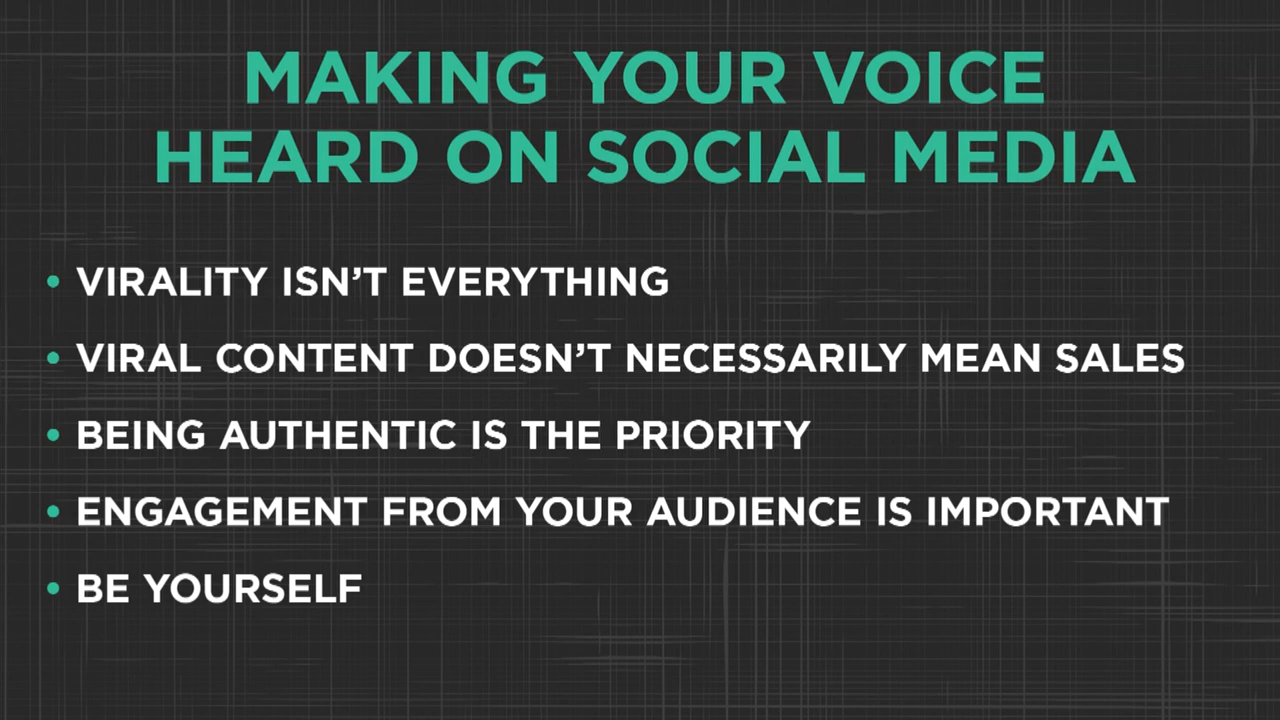 MAKING YOUR VOICE
HEARD ON SOCIAL MEDIA
• VIRALITY ISN’T EVERYTHING
• VIRAL CONTENT DOESN’T NECESSARILY MEAN SALES
• BEING AUTHENTIC IS THE PRIORITY
• ENGAGEMENT FROM YOUR AUDIENCE IS IMPORTANT
• BE YOURSELF